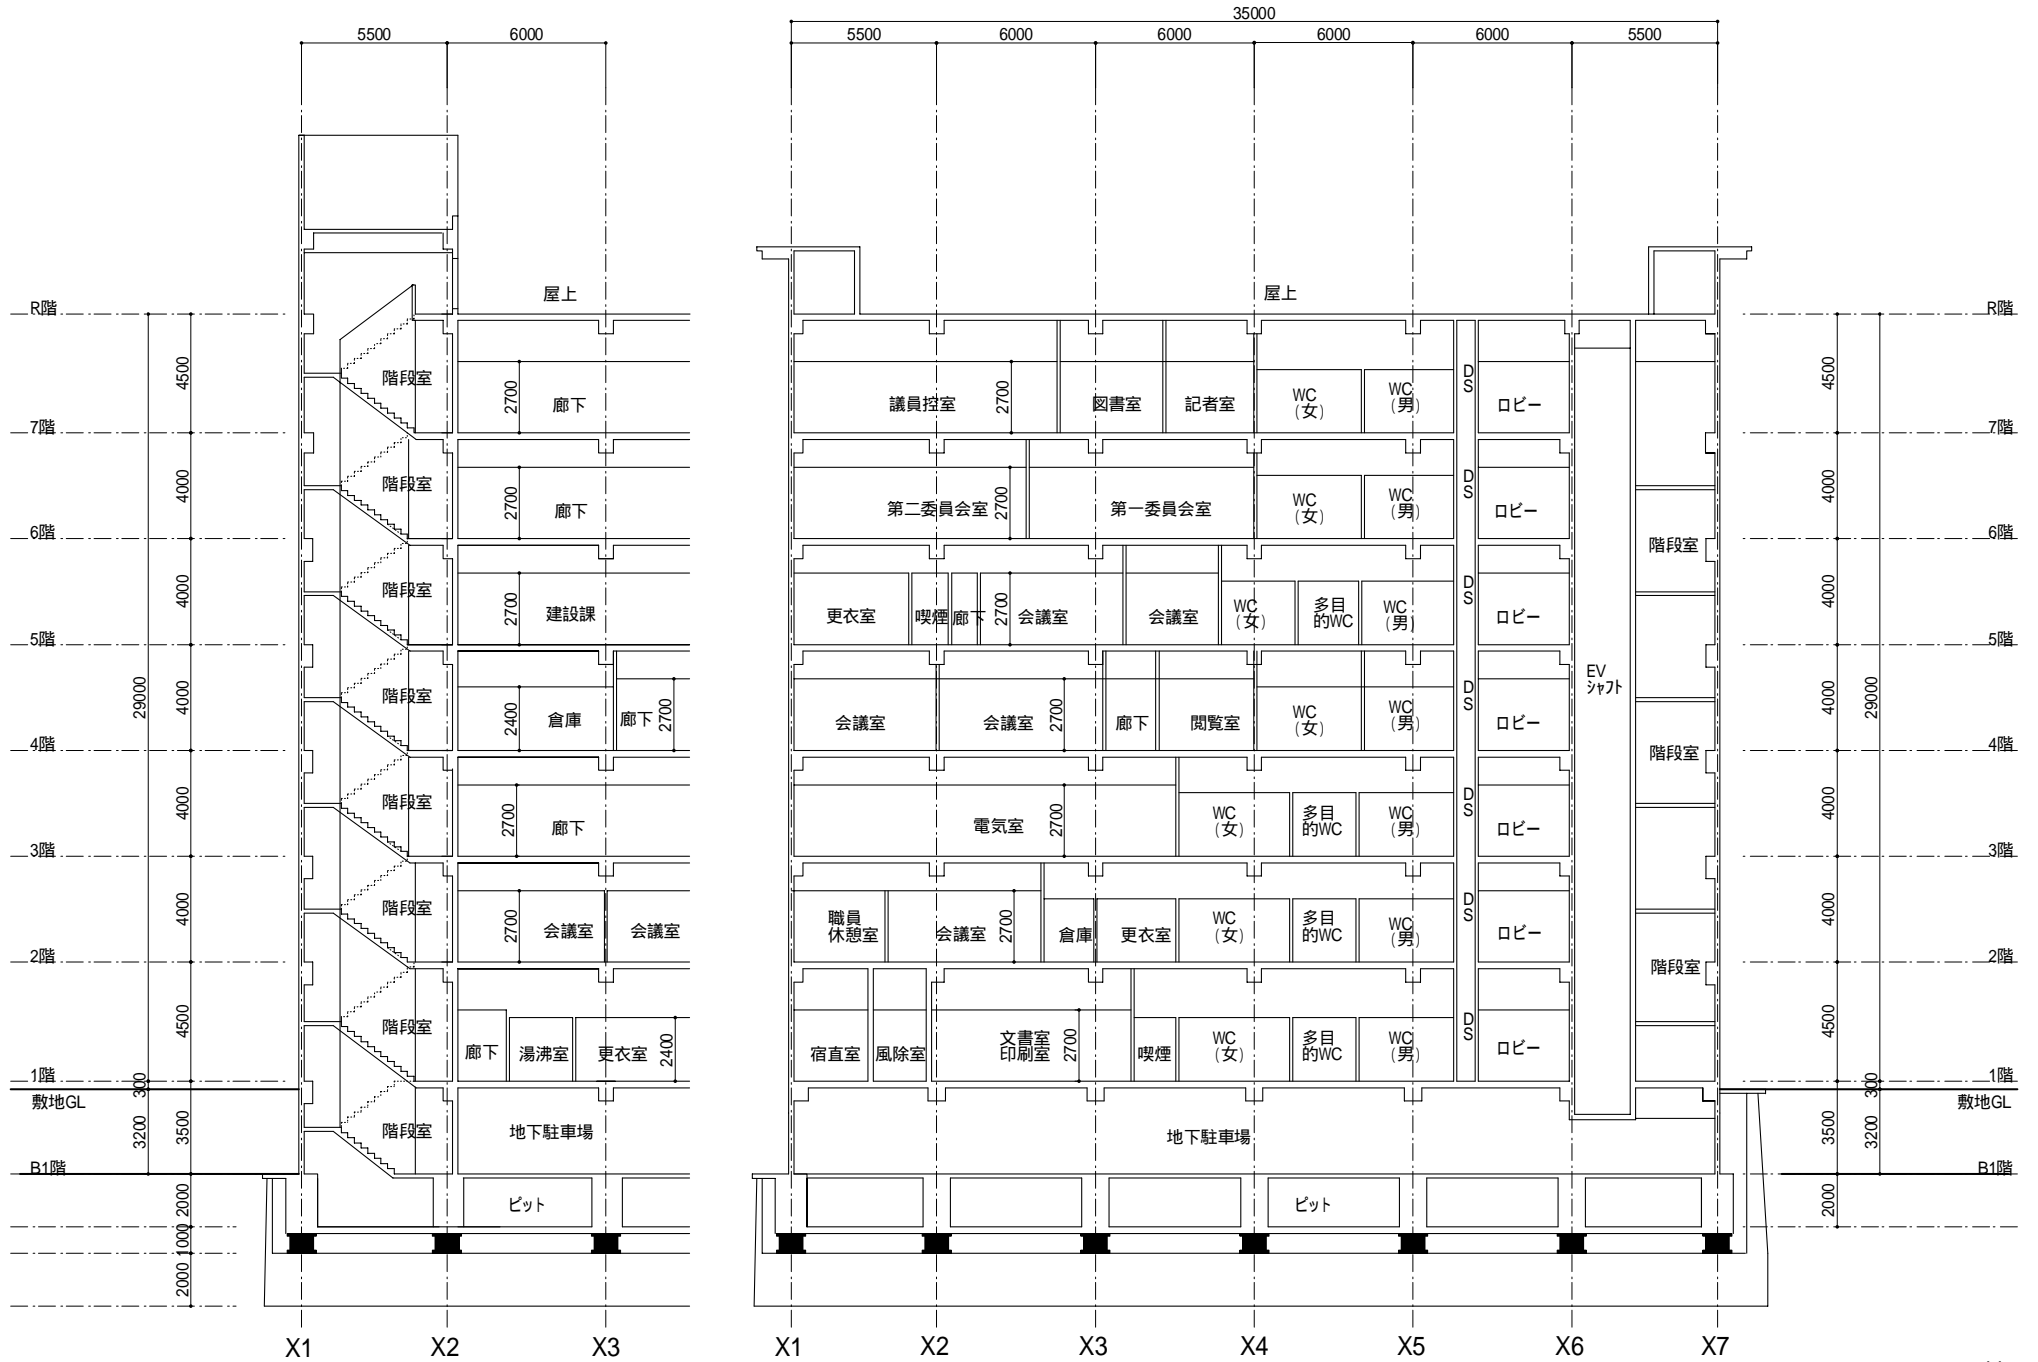 35000
5500 6000 5500 6000 6000 6000 6000 5500
屋上 屋上
R階 R階
4500 階段室 2700 廊下 議員控室 2700 図書室 記者室 WC (女) WC (男) DS ロビー 4500
7階 7階
4000 階段室 2700 廊下 第二委員会室 2700 第一委員会室 WC (女) WC (男) DS ロビー 4000
6階 6階
階段室
4000 階段室 2700 建設課 更衣室 喫煙 廊下 2700 会議室 会議室 WC (女) 多目的WC WC (男) DS ロビー 4000
5階 5階
EV
シャフト
29000 4000 階段室 2400 倉庫 廊下 2700 会議室 会議室 2700 廊下 閲覧室 WC (女) WC (男) DS ロビー 4000 29000
4階 階段室 4階
4000 階段室 2700 廊下 電気室 2700 WC (女) 多目的WC WC (男) DS ロビー 4000
3階 3階
4000 階段室 2700 会議室 会議室 職員休憩室 会議室 2700 倉庫 更衣室 WC (女) 多目的WC WC (男) DS ロビー 4000
2階 階段室 2階
4500 階段室 廊下 湯沸室 更衣室 2400 宿直室 風除室 文書室印刷室 2700 喫煙 WC (女) 多目的WC WC (男) DS ロビー 4500
1階 300 300 1階
敷地GL 敷地GL
3200 3500 階段室 地下駐車場 地下駐車場 3500 3200
B1階 B1階
2000 ピット ピット 2000
1000
2000
X1 X2 X3 X1 X2 X3 X4 X5 X6 X7